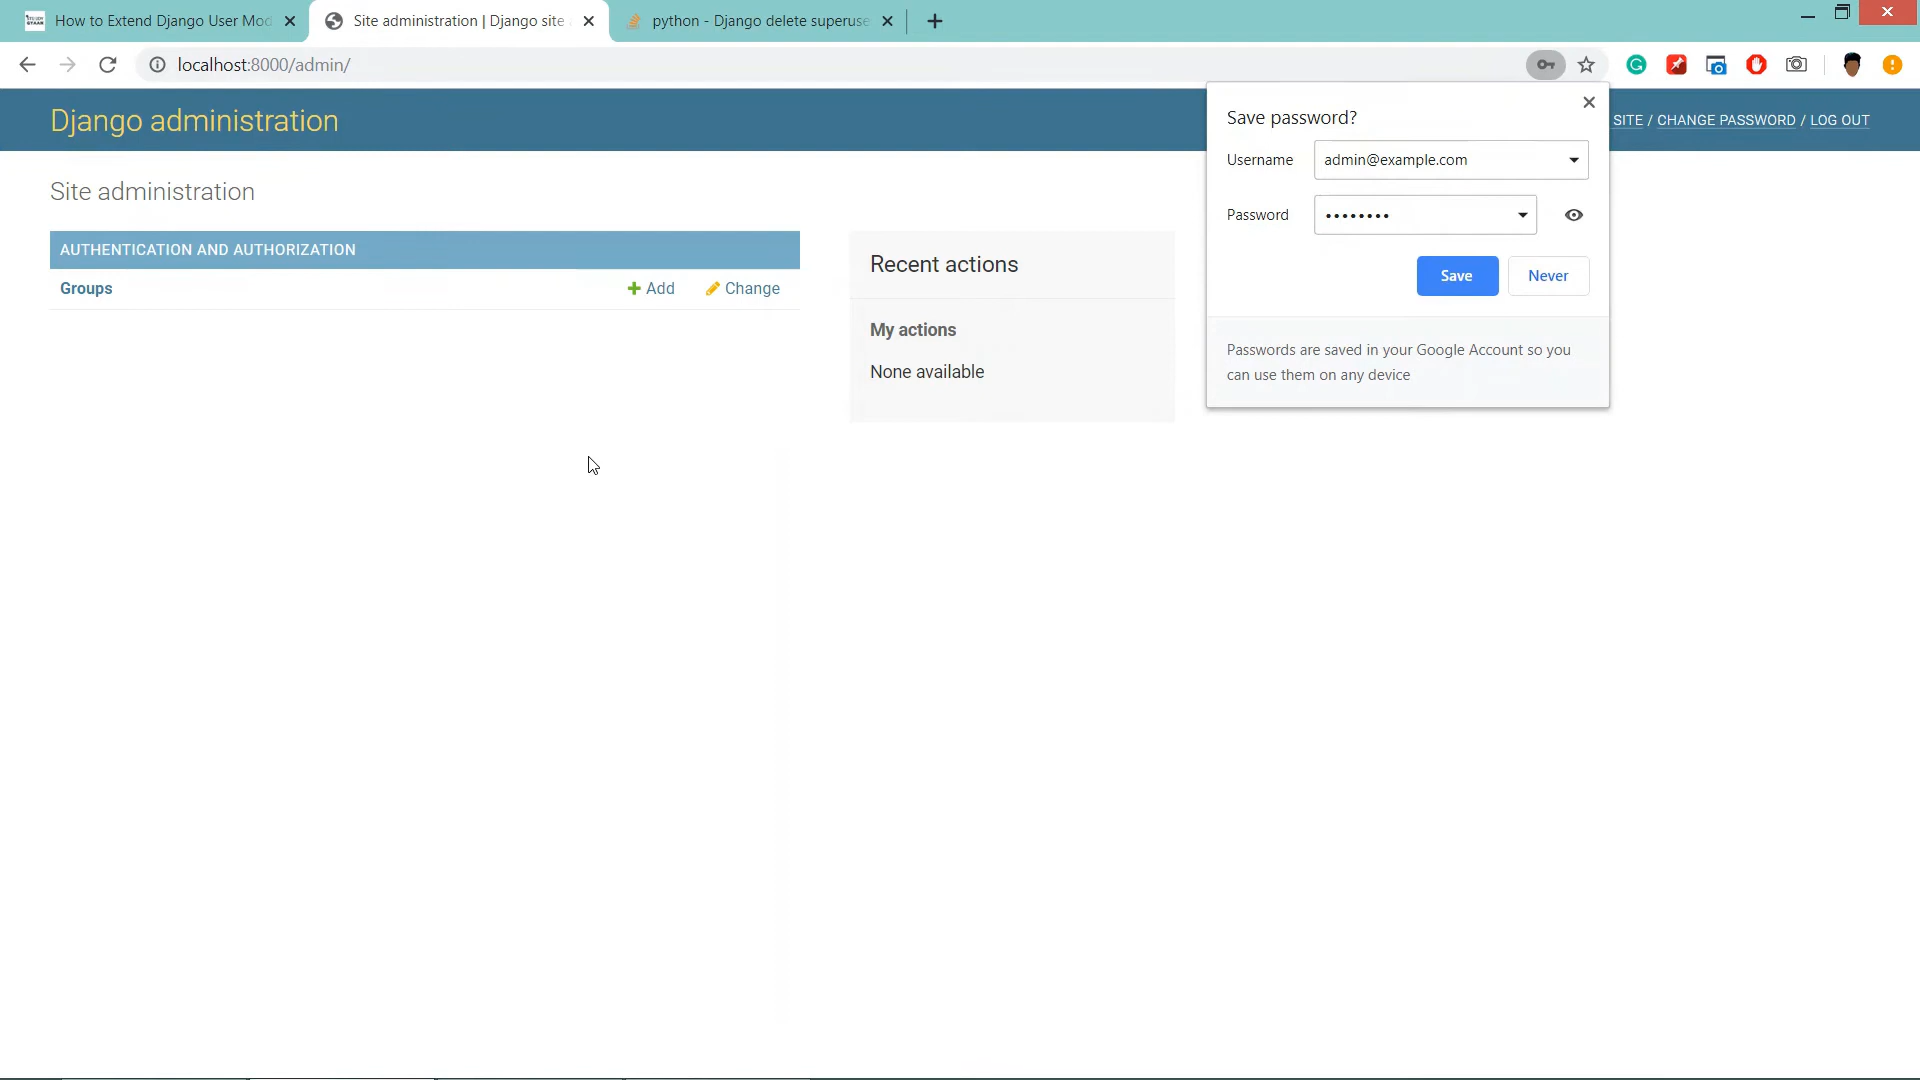 How to Extend Django User Mod
Site administration | Django site
python - Django delete superuse
localhost:8000/admin/
Django administration
SITE / CHANGE PASSWORD / LOG OUT
Save password?
Username admin@example.com
Password ••••••••
Save Never
Passwords are saved in your Google Account so you
can use them on any device
Site administration
AUTHENTICATION AND AUTHORIZATION
Groups Add Change
Recent actions
My actions
None available